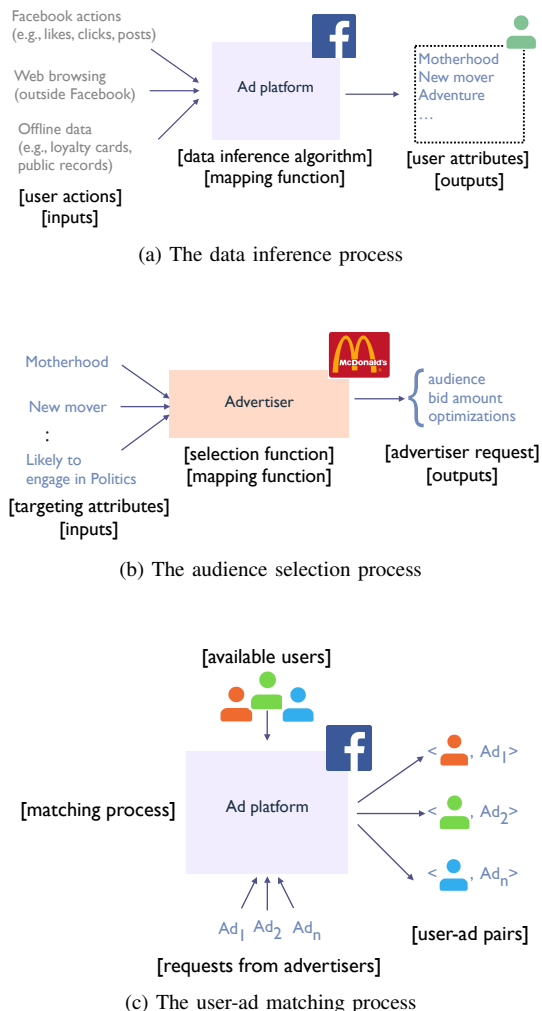 Facebook actions
(e.g., likes, clicks, posts)
Web browsing
(outside Facebook)
Offline data
(e.g., loyalty cards,
public records)
[user actions]
[inputs]
f
Ad platform
[data inference algorithm]
[mapping function]
Motherhood
New mover
Adventure
...
[user attributes]
[outputs]
(a) The data inference process
Motherhood
New mover
:
Likely to
engage in Politics
[targeting attributes]
[inputs]
McDonald's
Advertiser
[selection function]
[mapping function]
{
audience
bid amount
optimizations
[advertiser request]
[outputs]
(b) The audience selection process
[available users]
f
[matching process]
Ad platform
< , Ad1>
< , Ad2>
< , Adn>
Ad1 Ad2 Adn
[user-ad pairs]
[requests from advertisers]
(c) The user-ad matching process